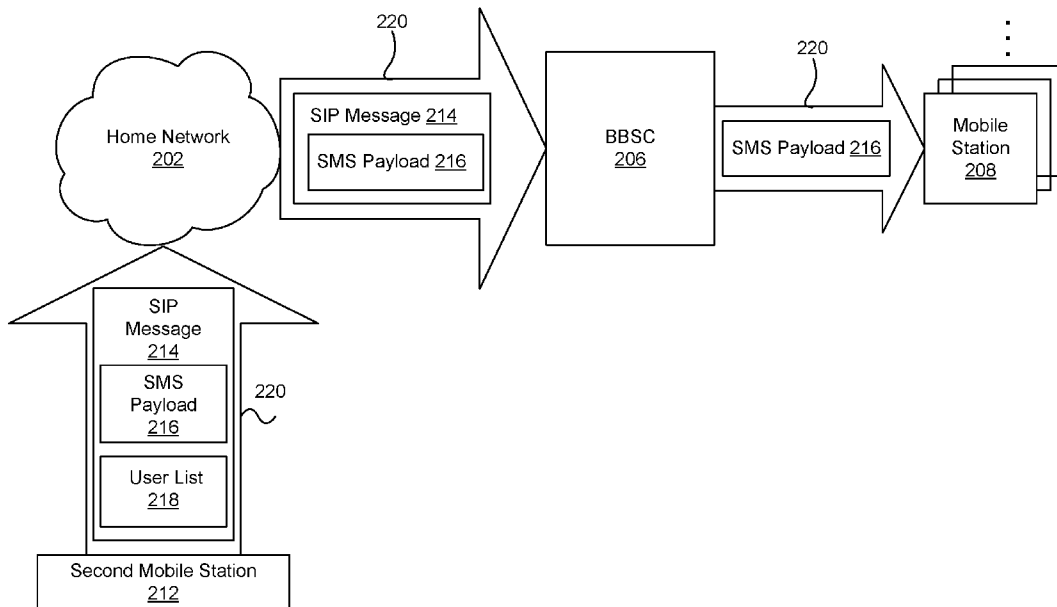 220
Home Network
202
SIP Message 214
SMS Payload 216
BBSC
206
220
SMS Payload 216
Mobile
Station
208
SIP
Message
214
SMS
Payload
216
220
User List
218
Second Mobile Station
212